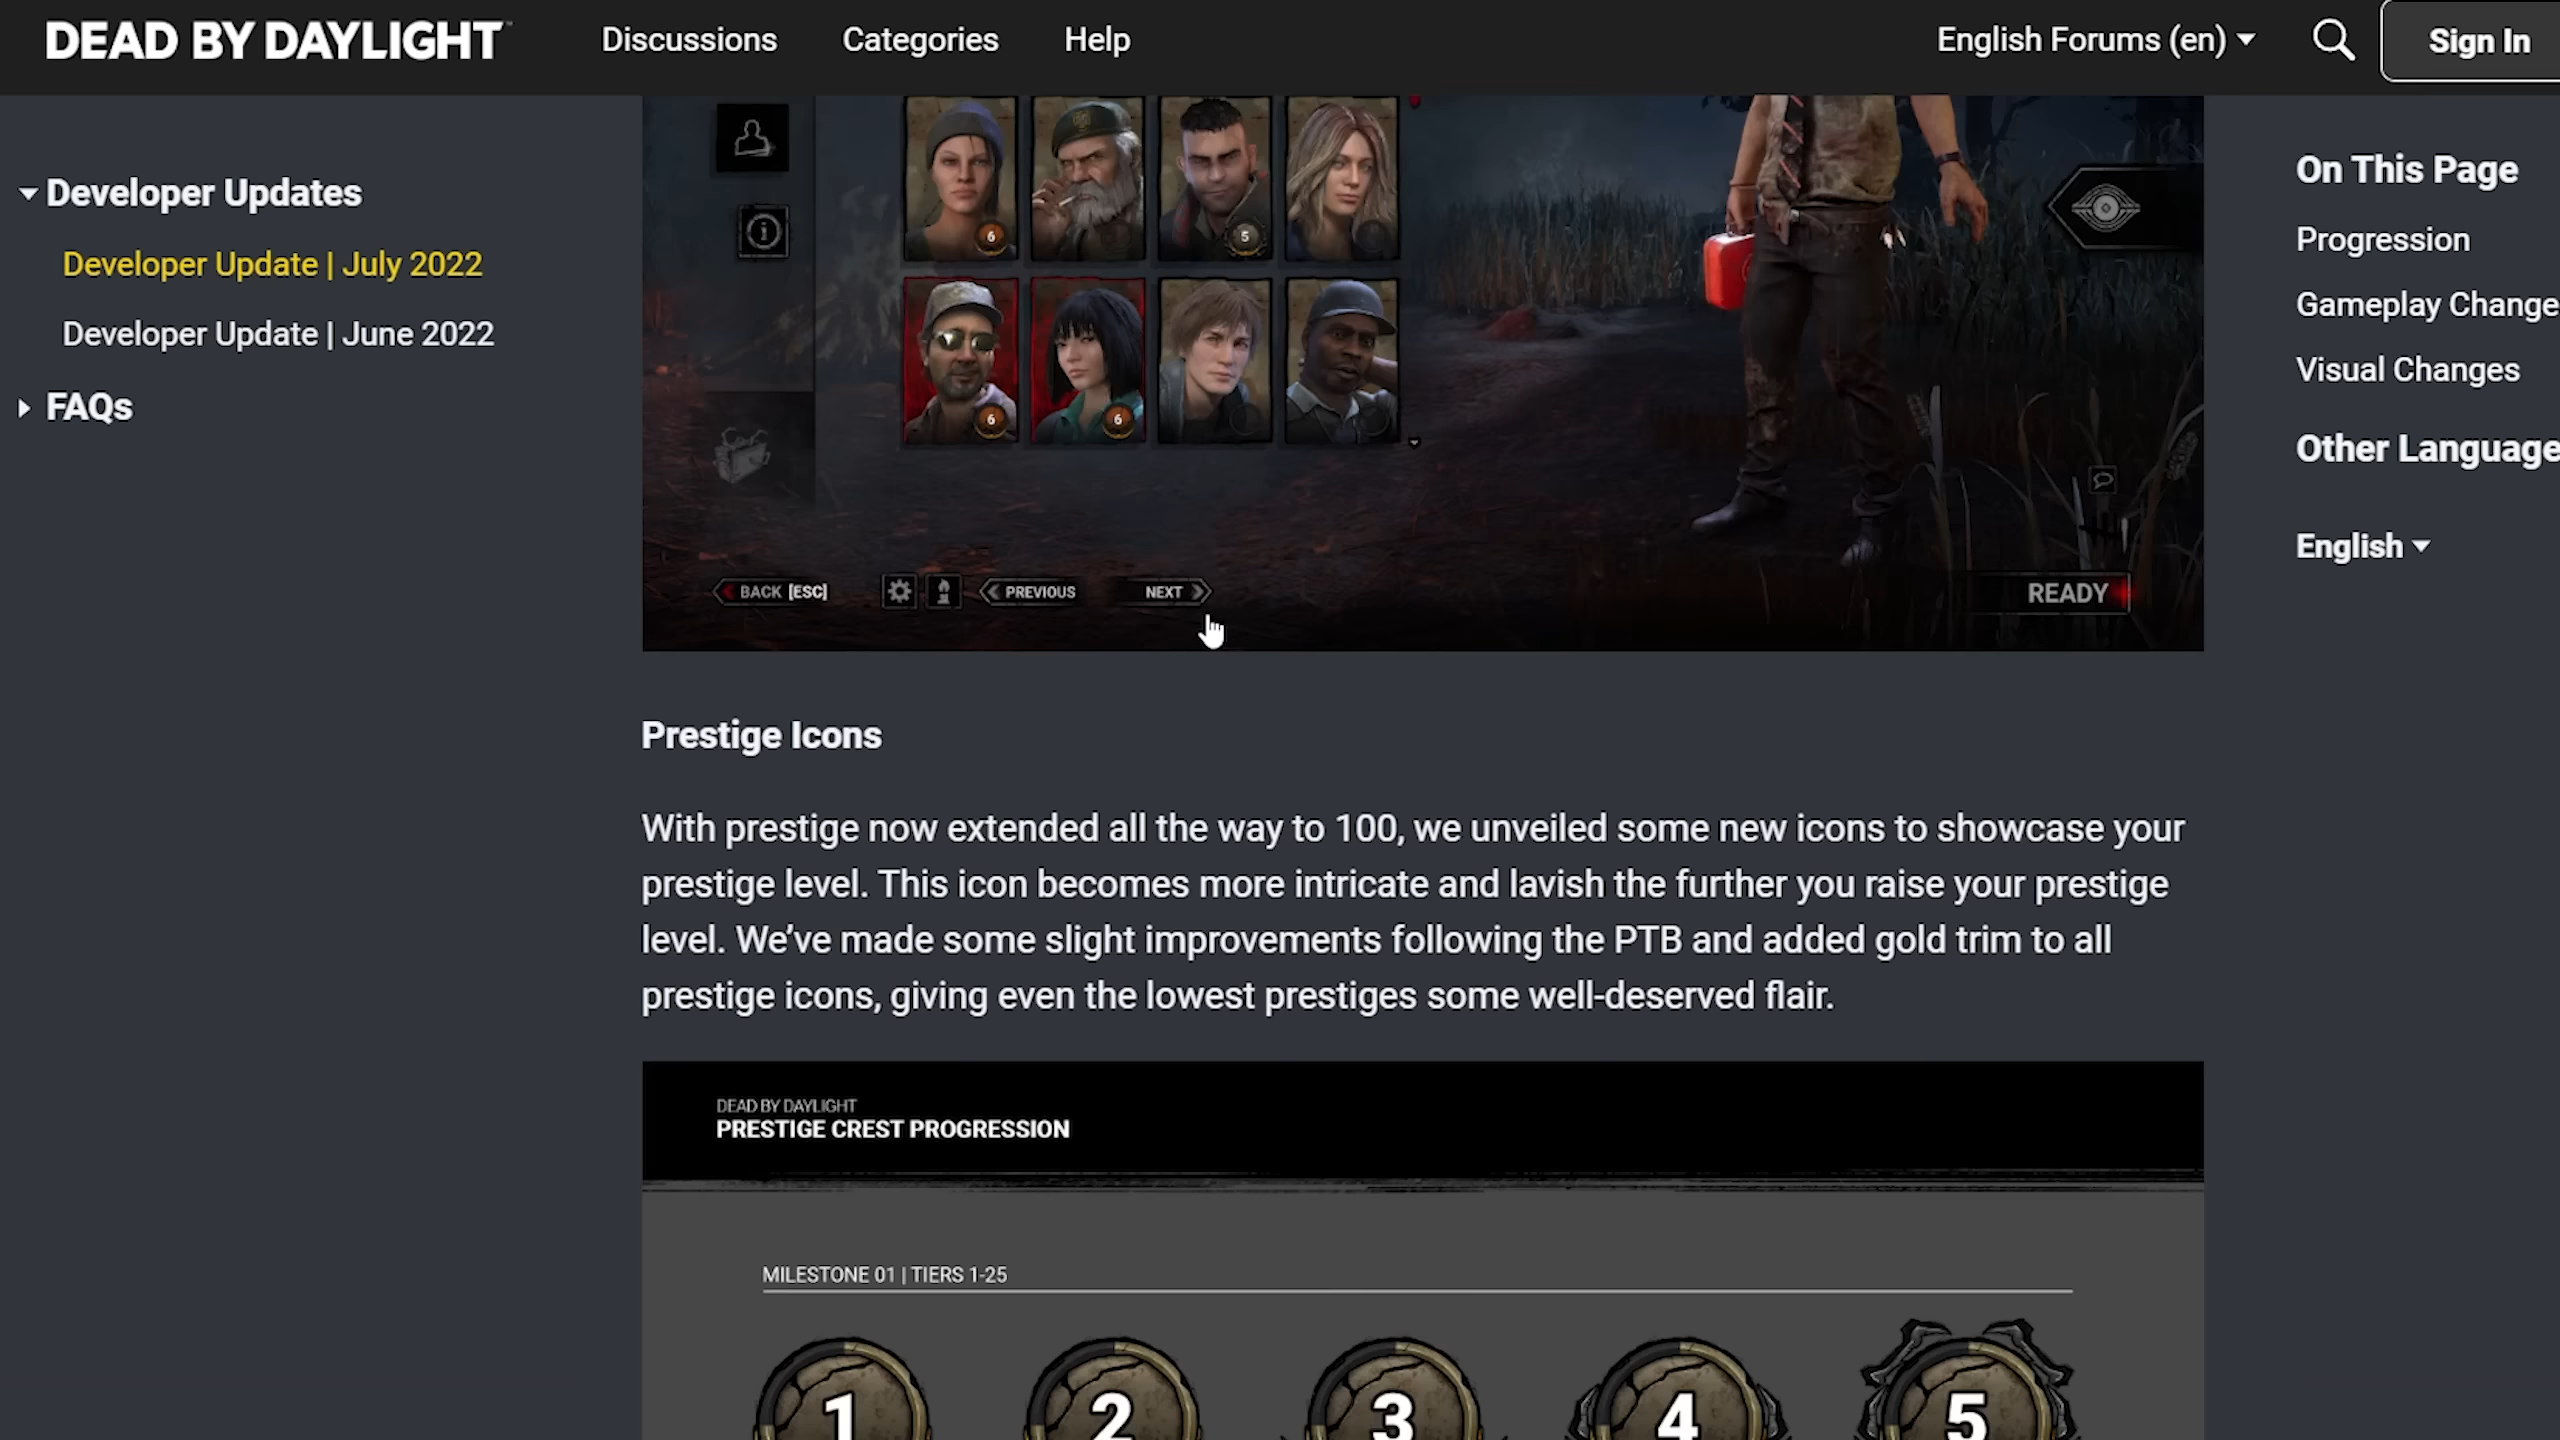 DEAD BY DAYLIGHT™
Discussions
Categories
Help
English Forums (en)
Sign In
Developer Updates
Developer Update | July 2022
Developer Update | June 2022
FAQs
6
5
6
6
BACK [ESC]
PREVIOUS
NEXT
READY
On This Page
Progression
Gameplay Change
Visual Changes
Other Language
English
Prestige Icons
With prestige now extended all the way to 100, we unveiled some new icons to showcase your
prestige level. This icon becomes more intricate and lavish the further you raise your prestige
level. We’ve made some slight improvements following the PTB and added gold trim to all
prestige icons, giving even the lowest prestiges some well-deserved flair.
DEAD BY DAYLIGHT
PRESTIGE CREST PROGRESSION
MILESTONE 01 | TIERS 1-25
1
2
3
4
5